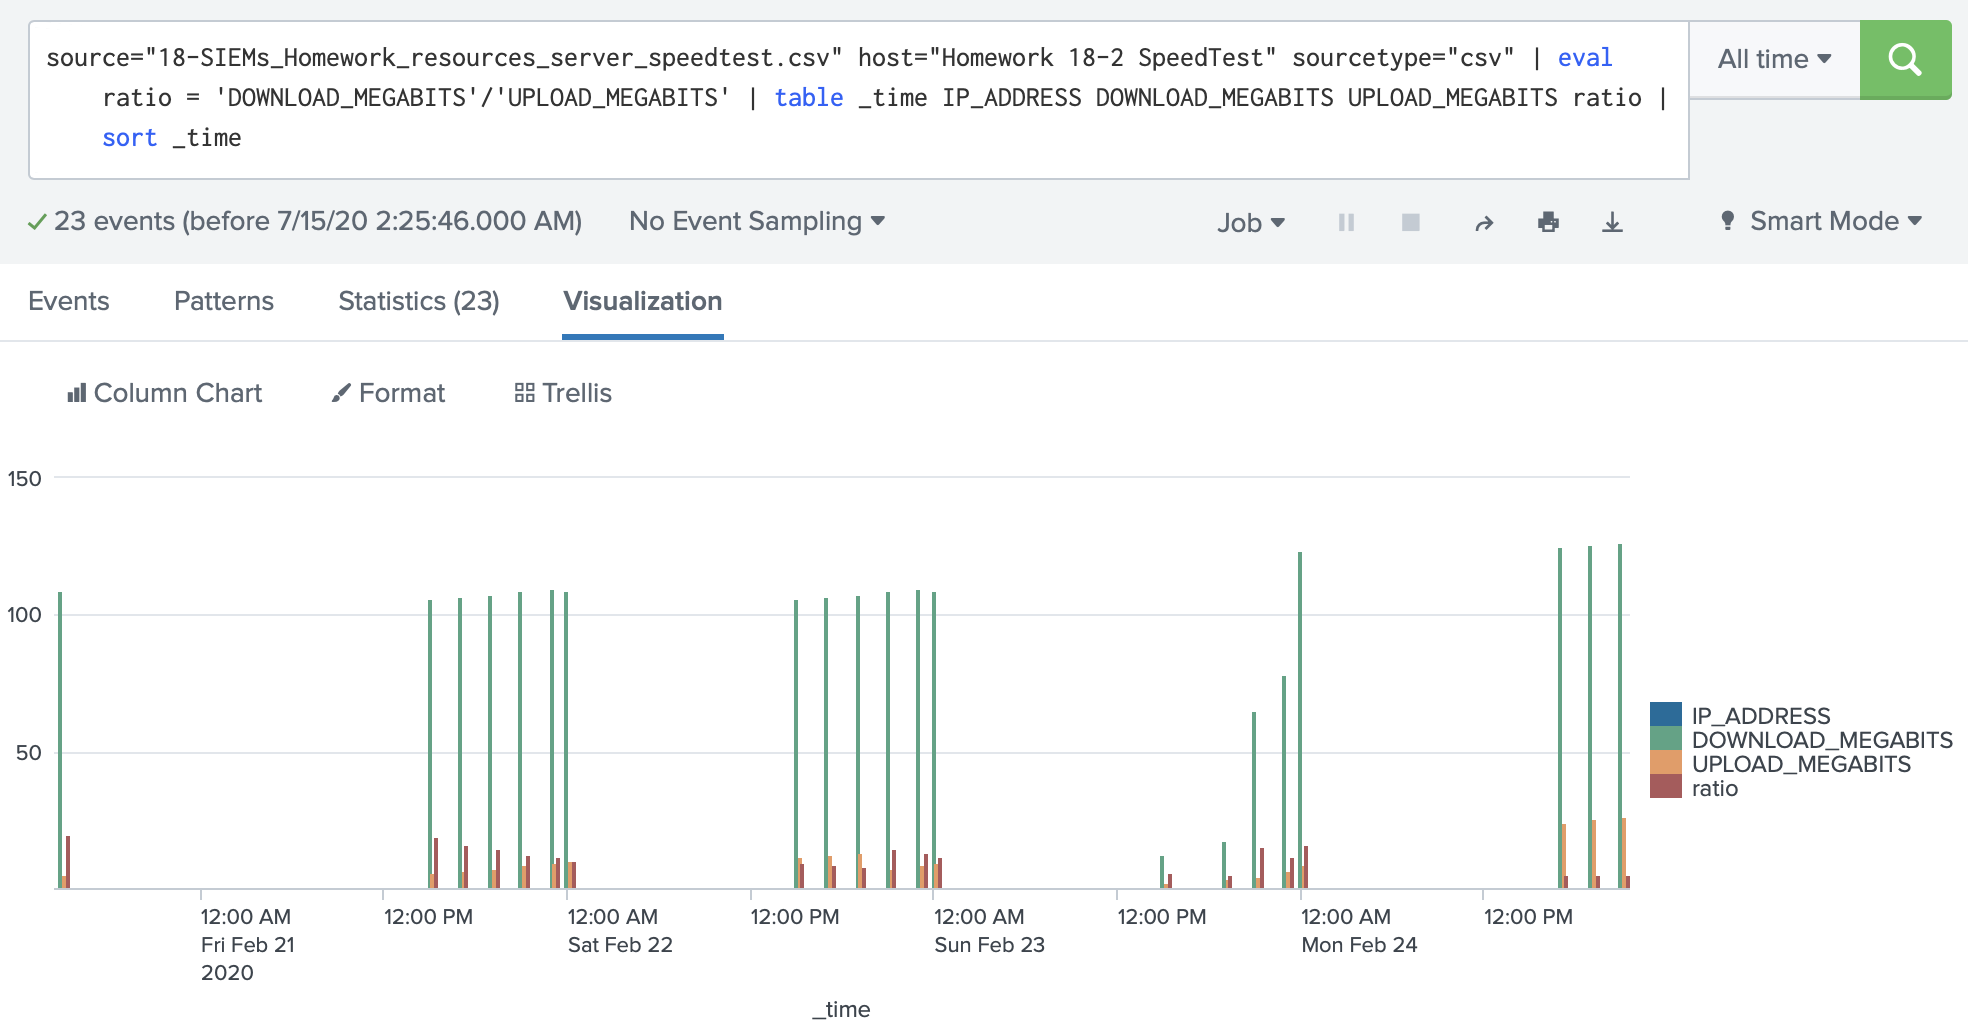 source="18-SIEMs_Homework_resources_server_speedtest.csv" host="Homework 18-2 SpeedTest" sourcetype="csv" | eval
ratio = 'DOWNLOAD_MEGABITS'/'UPLOAD_MEGABITS' | table _time IP_ADDRESS DOWNLOAD_MEGABITS UPLOAD_MEGABITS ratio |
sort _time
All time
23 events (before 7/15/20 2:25:46.000 AM)
No Event Sampling
Job
Smart Mode
Events
Patterns
Statistics (23)
Visualization
Column Chart
Format
Trellis
150
100
50
IP_ADDRESS
DOWNLOAD_MEGABITS
UPLOAD_MEGABITS
ratio
12:00 AM
Fri Feb 21
2020
12:00 PM
12:00 AM
Sat Feb 22
12:00 PM
12:00 AM
Sun Feb 23
12:00 PM
12:00 AM
Mon Feb 24
12:00 PM
_time